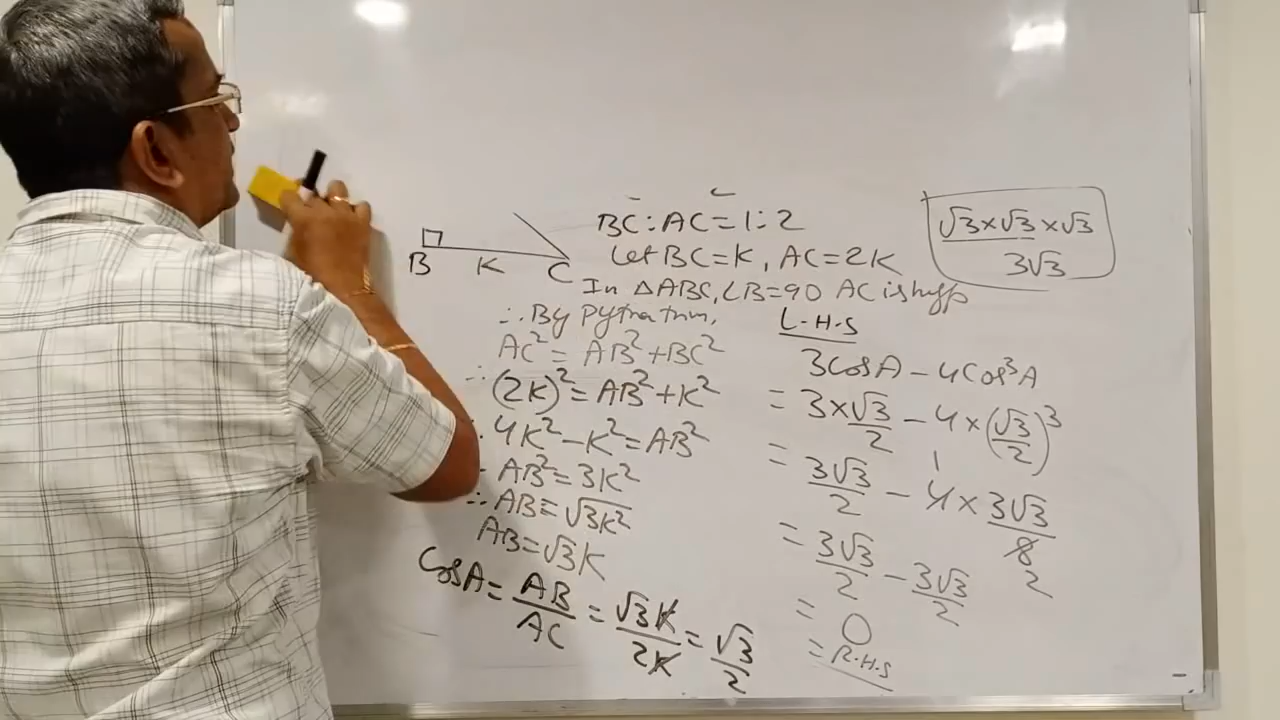 B K C
BC:AC=1:2
Let BC=K, AC=2K
In ΔABC, ∠B=90 AC is hyp
∴ By Pytha thm,
AC²=AB²+BC²
∴ (2K)²=AB²+K²
∴ 4K²-K²=AB²
∴ AB²=3K²
∴ AB=√3K²
AB=√3K
CosA=AB/AC=√3K/2K=√3/2
√3×√3×√3
3√3
L.H.S
3CosA-4Cos³A
=3×√3/2-4×(√3/2)³
=3√3/2-4×3√3/8
1
2
=3√3/2-3√3/2
=0
=R.H.S